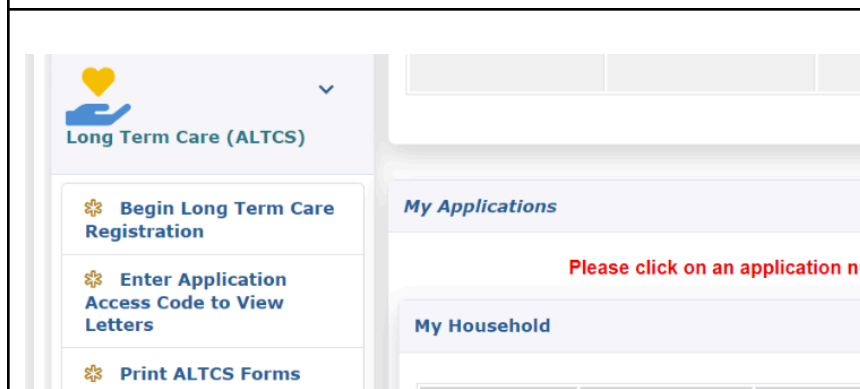 Long Term Care (ALTCS)
Begin Long Term Care
Registration
Enter Application
Access Code to View
Letters
Print ALTCS Forms
My Applications
Please click on an application
My Household